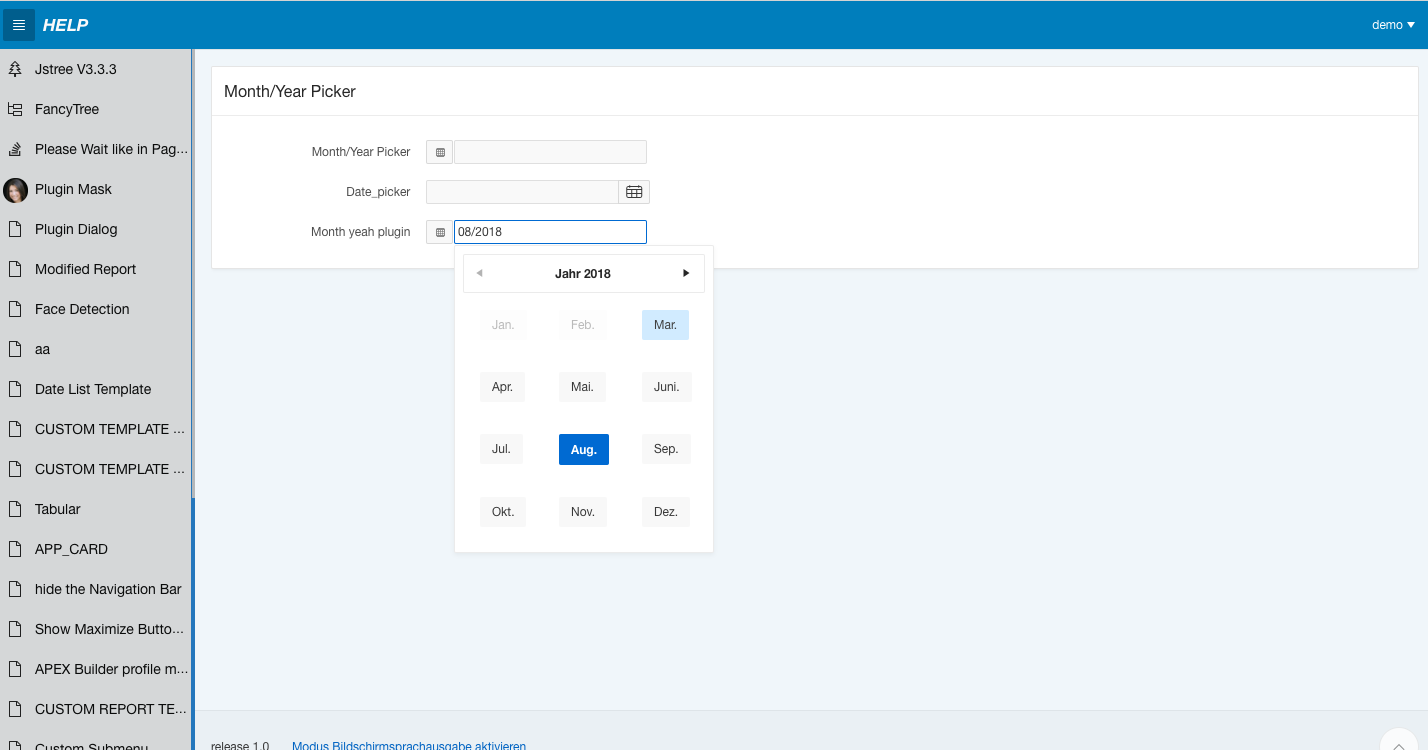 HELP
demo
Jstree V3.3.3
FancyTree
Please Wait like in Pag...
Plugin Mask
Plugin Dialog
Modified Report
Face Detection
aa
Date List Template
CUSTOM TEMPLATE ...
CUSTOM TEMPLATE ...
Tabular
APP_CARD
hide the Navigation Bar
Show Maximize Butto...
APEX Builder profile m...
CUSTOM REPORT TE...
Custom Submenu
Month/Year Picker
Month/Year Picker
Date_picker
Month yeah plugin 08/2018
Jahr 2018
Jan. Feb. Mar.
Apr. Mai. Juni.
Jul. Aug. Sep.
Okt. Nov. Dez.
release 1.0 Modus Bildschirmsprachausgabe aktivieren